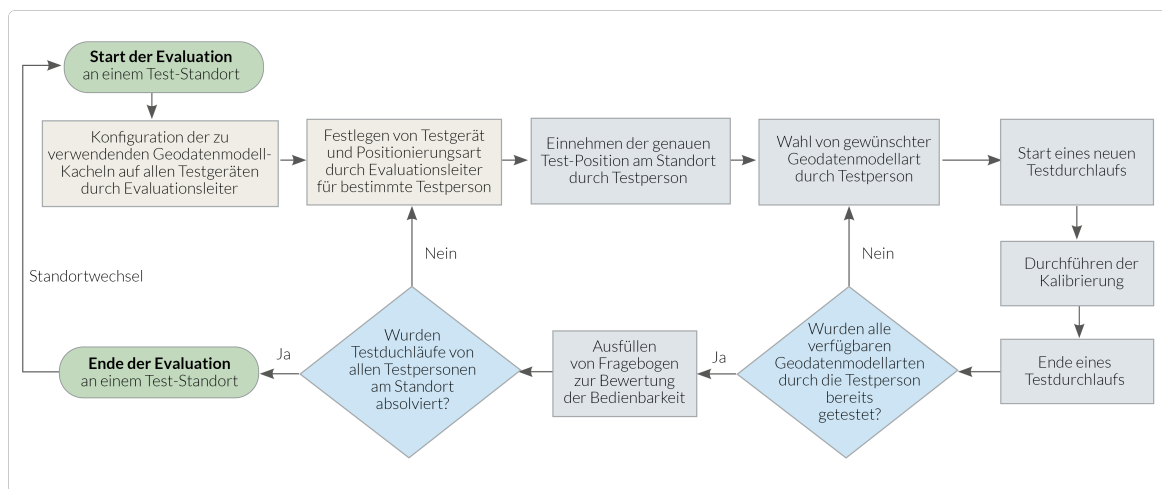 Start der Evaluation
an einem Test-Standort
Konfiguration der zu
verwendenden Geodatenmodell-
Kacheln auf allen Testgeräten
durch Evaluationsleiter
Festlegen von Testgerät
und Positionierungsart
durch Evaluationsleiter
für bestimmte Testperson
Einnehmen der genauen
Test-Position am Standort
durch Testperson
Wahl von gewünschter
Geodatenmodellart
durch Testperson
Start eines neuen
Testdurchlaufs
Durchführen der
Kalibrierung
Ende eines
Testdurchlaufs
Nein
Wurden alle
verfügbaren
Geodatenmodellarten
durch die Testperson
bereits
getestet?
Ja
Ausfüllen
von Fragebogen
zur Bewertung
der Bedienbarkeit
Nein
Wurden
Testduchläufe von
allen Testpersonen
am Standort
absolviert?
Ja
Ende der Evaluation
an einem Test-Standort
Standortwechsel